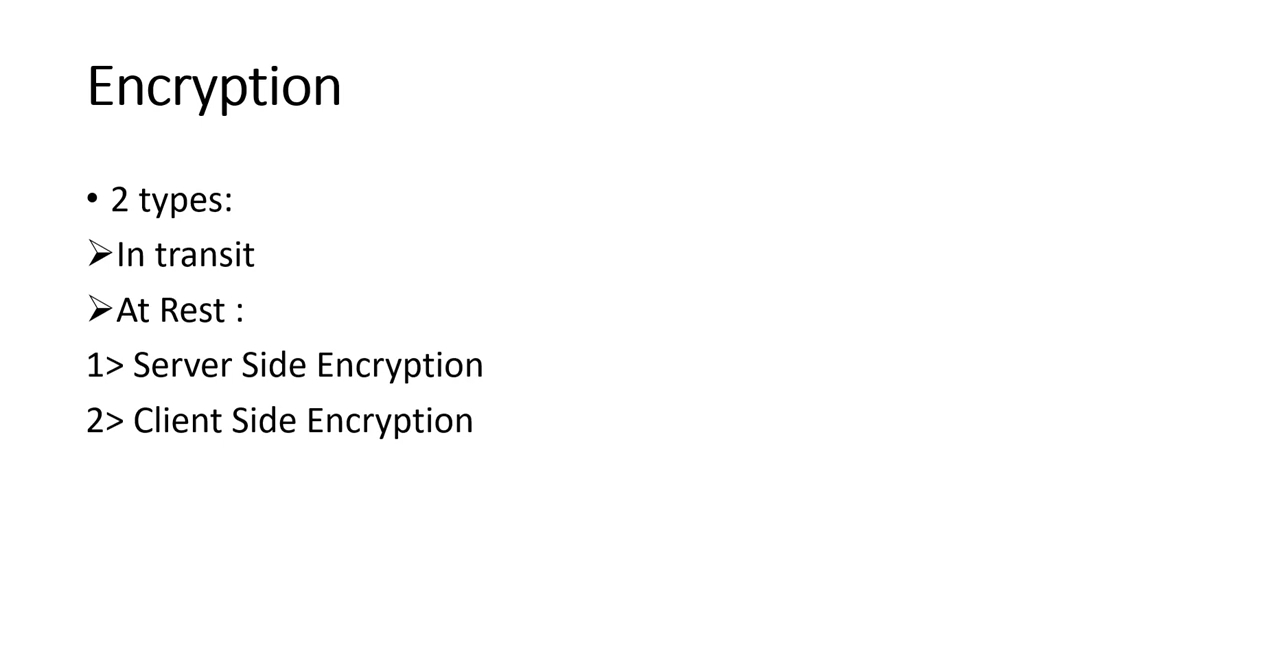 Encryption
• 2 types:
➢In transit
➢At Rest :
1> Server Side Encryption
2> Client Side Encryption